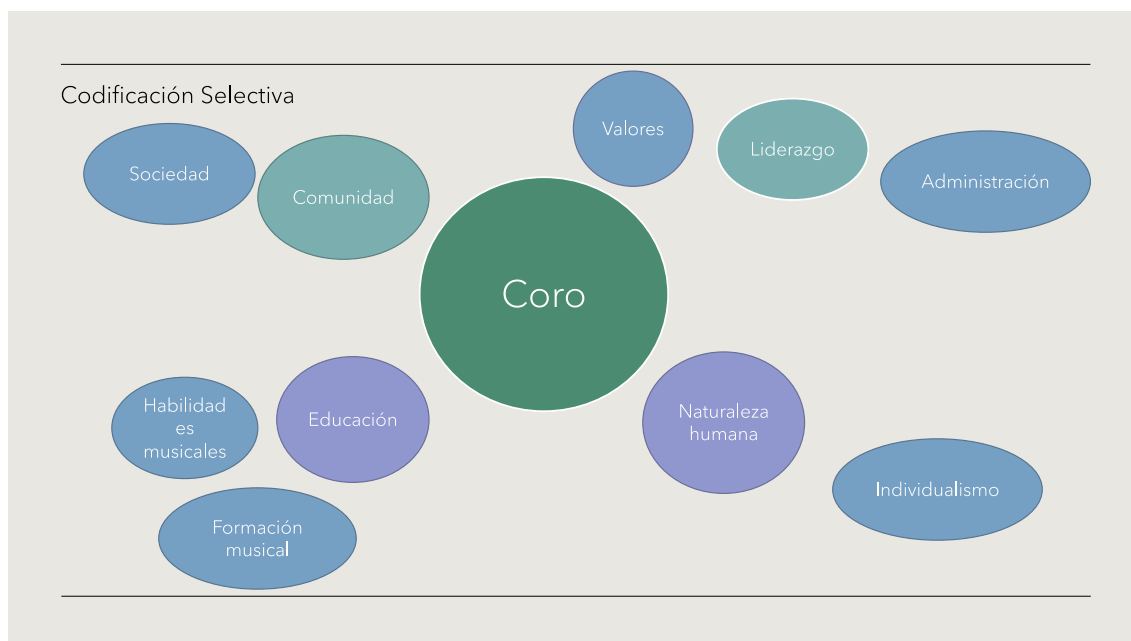 Codificación Selectiva
Valores
Liderazgo
Sociedad
Administración
Comunidad
Coro
Habilidad
es
musicales
Educación
Naturaleza
humana
Individualismo
Formación
musical